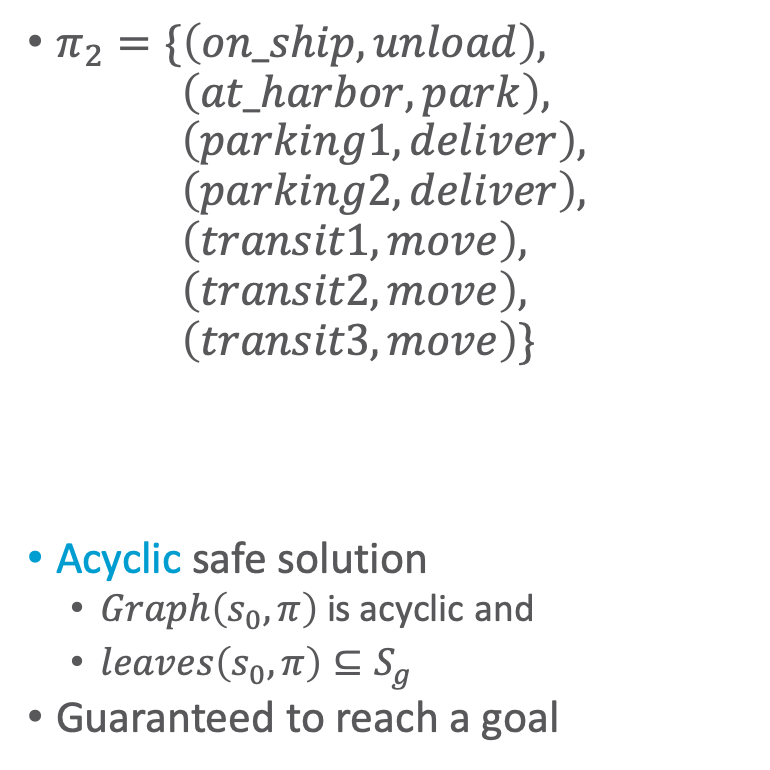 • π₂ = {(on_ship, unload),
(at_harbor, park),
(parking1, deliver),
(parking2, deliver),
(transit1, move),
(transit2, move),
(transit3, move)}
• Acyclic safe solution
• Graph(s₀, π) is acyclic and
• leaves(s₀, π) ⊆ S_g
• Guaranteed to reach a goal